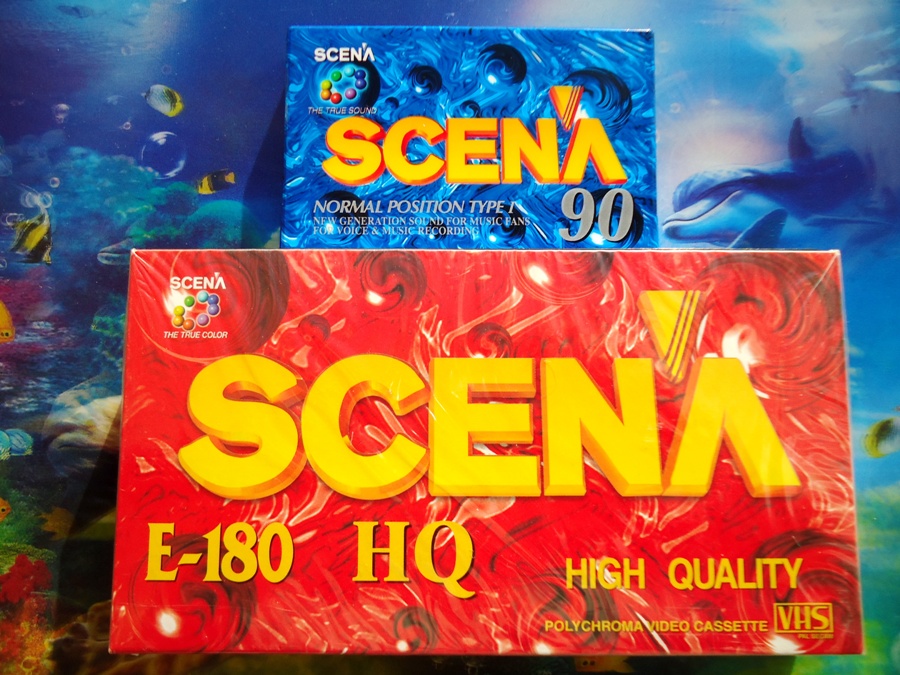 SCENA
THE TRUE SOUND
SCENA
NORMAL POSITION TYPE I
90
NEW GENERATION SOUND FOR MUSIC FANS
FOR VOICE & MUSIC RECORDING
SCENA
THE TRUE COLOR
SCENA
E-180 HQ
HIGH QUALITY
POLYCHROMA VIDEO CASSETTE VHS